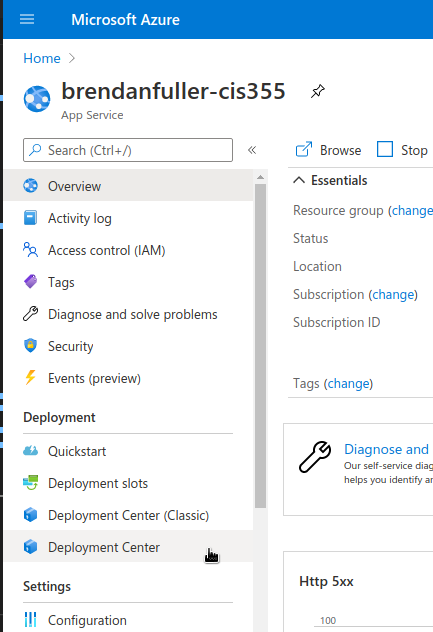 Microsoft Azure
Home
brendanfuller-cis355
App Service
Search (Ctrl+/)
Browse
Stop
Overview
Activity log
Access control (IAM)
Tags
Diagnose and solve problems
Security
Events (preview)
Deployment
Quickstart
Deployment slots
Deployment Center (Classic)
Deployment Center
Settings
Configuration
Essentials
Resource group (change
Status
Location
Subscription (change)
Subscription ID
Tags (change)
Diagnose and
Our self-service diag
helps you identify an
Http 5xx
100